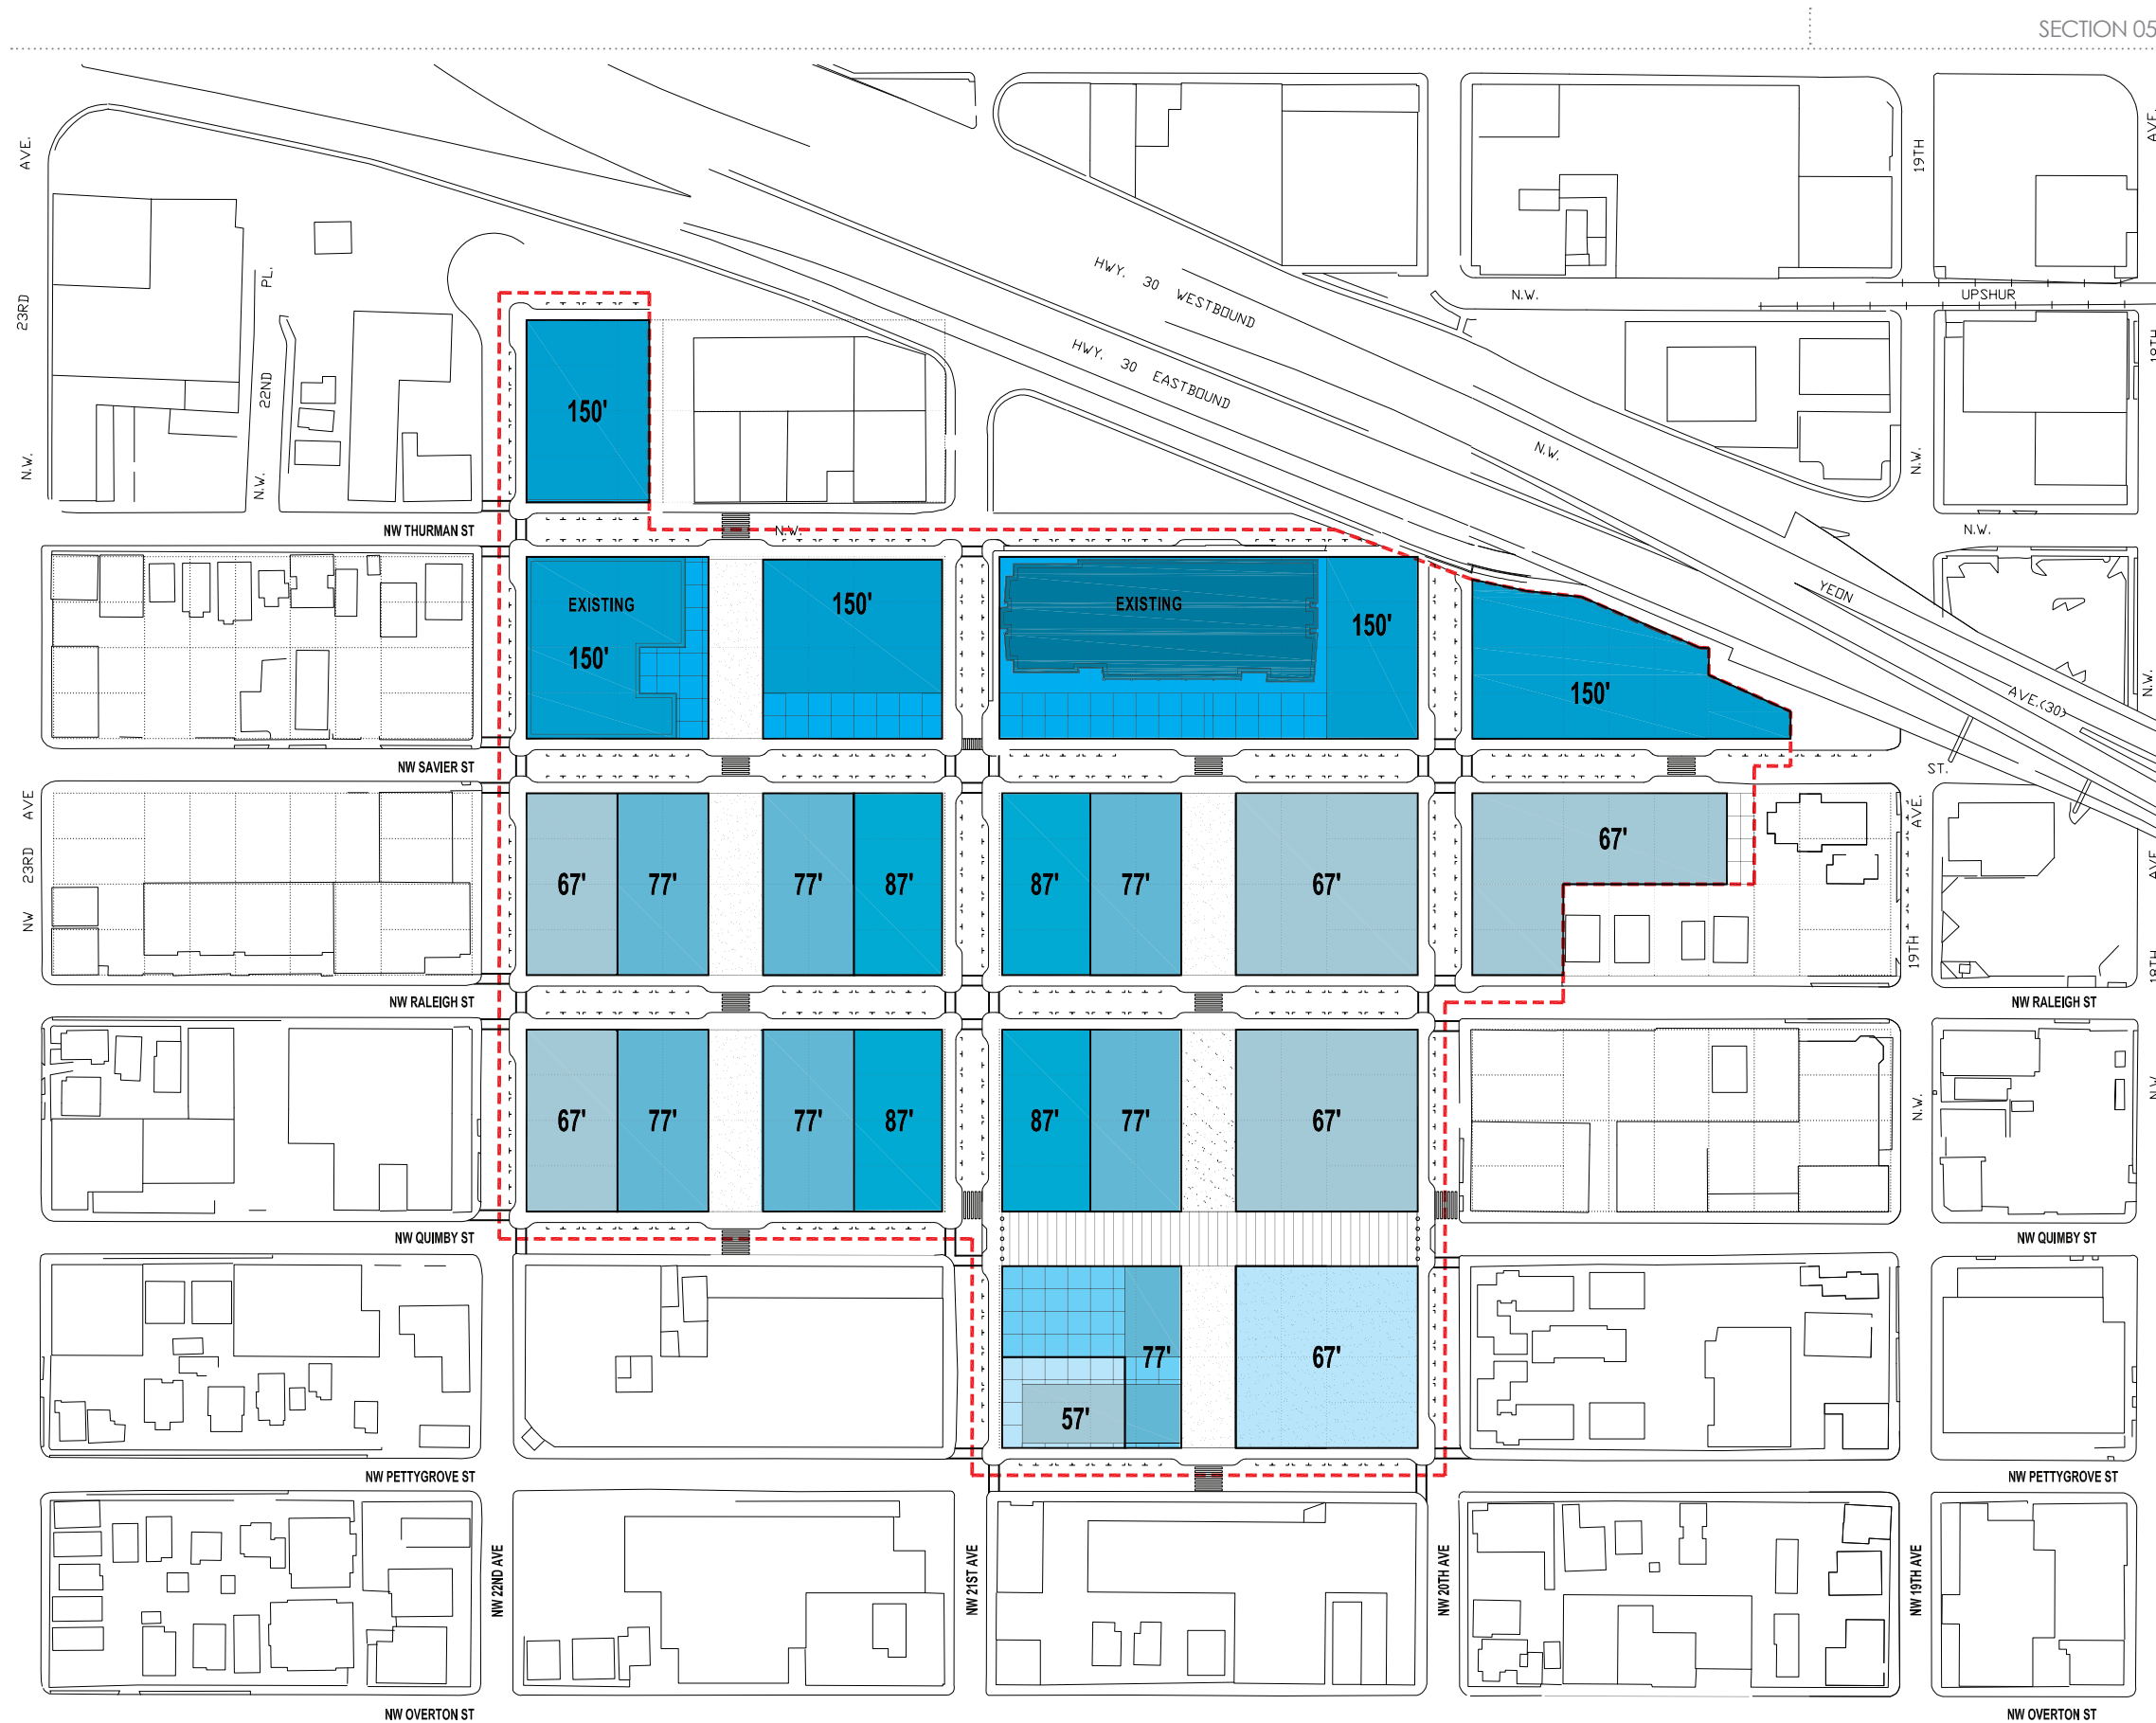 SECTION 05
AVE.
23RD
N.W.
PL.
22ND
N.W.
HWY. 30 WESTBOUND
HWY. 30 EASTBOUND
N.W.
19TH
N.W.
UPSHUR
AVE.
18TH
N.W.
N.W.
150'
NW THURMAN ST
N.W.
N.W.
YEON
AVE.(30)
N.W.
EXISTING
150'
150'
EXISTING
150'
150'
NW SAVIER ST
ST.
AVE
23RD
NW
67'
77'
77'
87'
87'
77'
67'
67'
AVE.
19TH
AVE
18TH
NW RALEIGH ST
NW RALEIGH ST
67'
77'
77'
87'
87'
77'
67'
N.W.
N.W.
NW QUIMBY ST
NW QUIMBY ST
77'
67'
57'
NW PETTYGROVE ST
NW PETTYGROVE ST
NW 22ND AVE
NW 21ST AVE
NW 20TH AVE
NW 19TH AVE
NW OVERTON ST
NW OVERTON ST